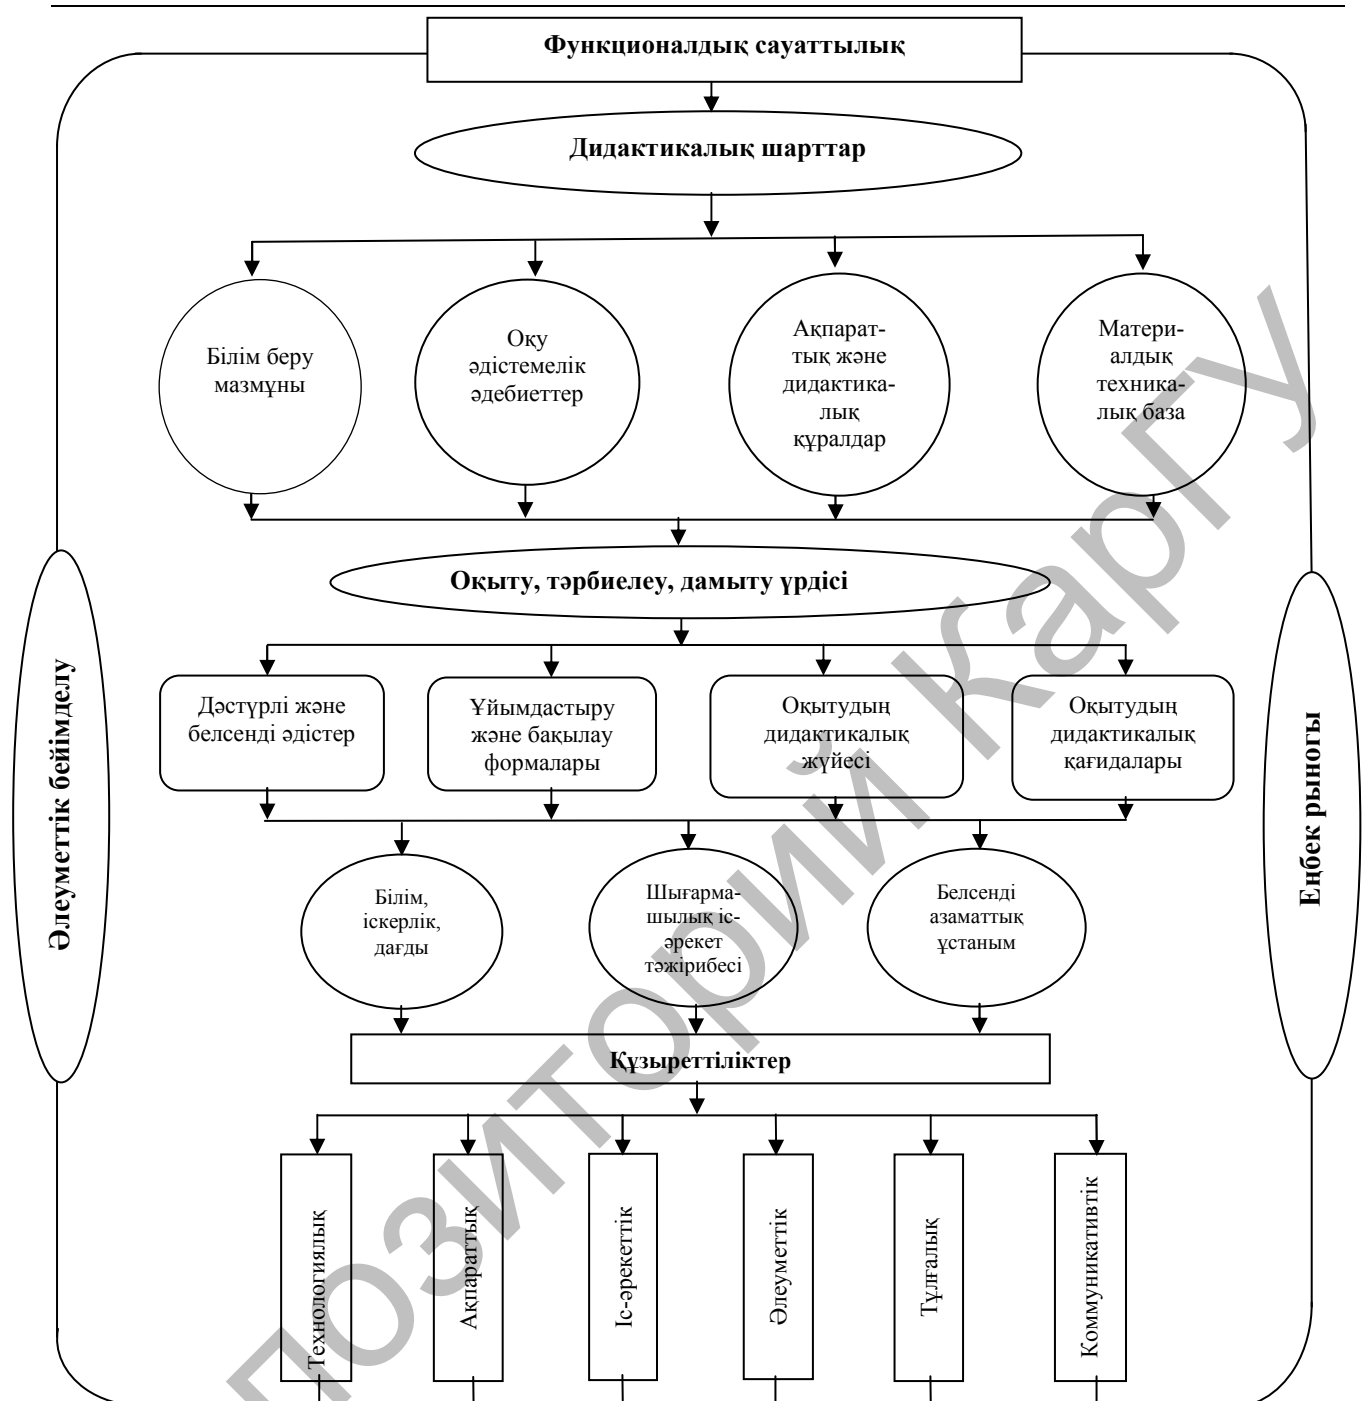 Функционалдық сауаттылық
Дидактикалық шарттар
Білім беру
мазмұны
Оқу
әдістемелік
әдебиеттер
Ақпарат-
тық және
дидактика-
лық
құралдар
Матери-
алдық
техника-
лық база
Оқыту, тәрбиелеу, дамыту үрдісі
Дәстүрлі және
белсенді әдістер
Ұйымдастыру
және бақылау
формалары
Оқытудың
дидактикалық
жүйесі
Оқытудың
дидактикалық
қағидалары
Әлеуметтік бейімделу
Еңбек рыногы
Білім,
іскерлік,
дағды
Шығарма-
шылық іс-
әрекет
тәжірибесі
Белсенді
азаматтық
ұстаным
Құзыреттіліктер
Технологиялық
Ақпараттық
Іс-әрекеттік
Әлеуметтік
Тұлғалық
Коммуникативтік
позиторий КарГУ